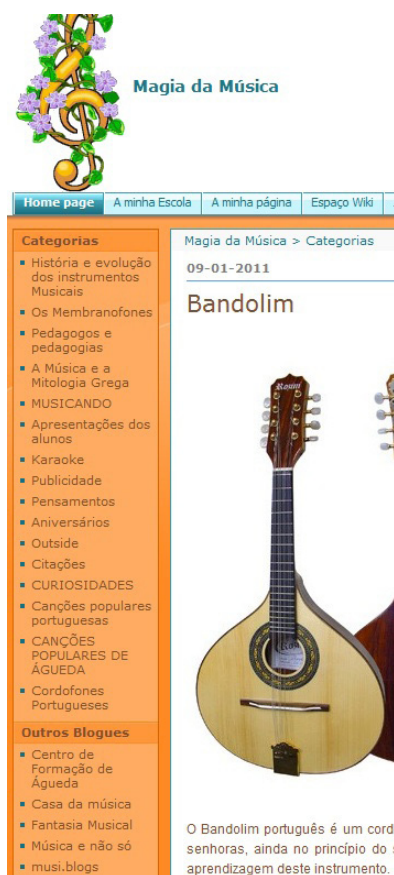 Magia da Música
Home page
A minha Escola
A minha página
Espaço Wiki
Categorias
História e evolução
dos instrumentos
Musicais
Os Membranofones
Pedagogos e
pedagogias
A Música e a
Mitologia Grega
MUSICANDO
Apresentações dos
alunos
Karaoke
Publicidade
Pensamentos
Aniversários
Outside
Citações
CURIOSIDADES
Canções populares
portuguesas
CANÇÕES
POPULARES DE
ÁGUEDA
Cordofones
Portugueses
Outros Blogues
Centro de
Formação de
Águeda
Casa da música
Fantasia Musical
Música e não só
musi.blogs
Magia da Música > Categorias
09-01-2011
Bandolim
O Bandolim português é um cord
senhoras, ainda no princípio do
aprendizagem deste instrumento.